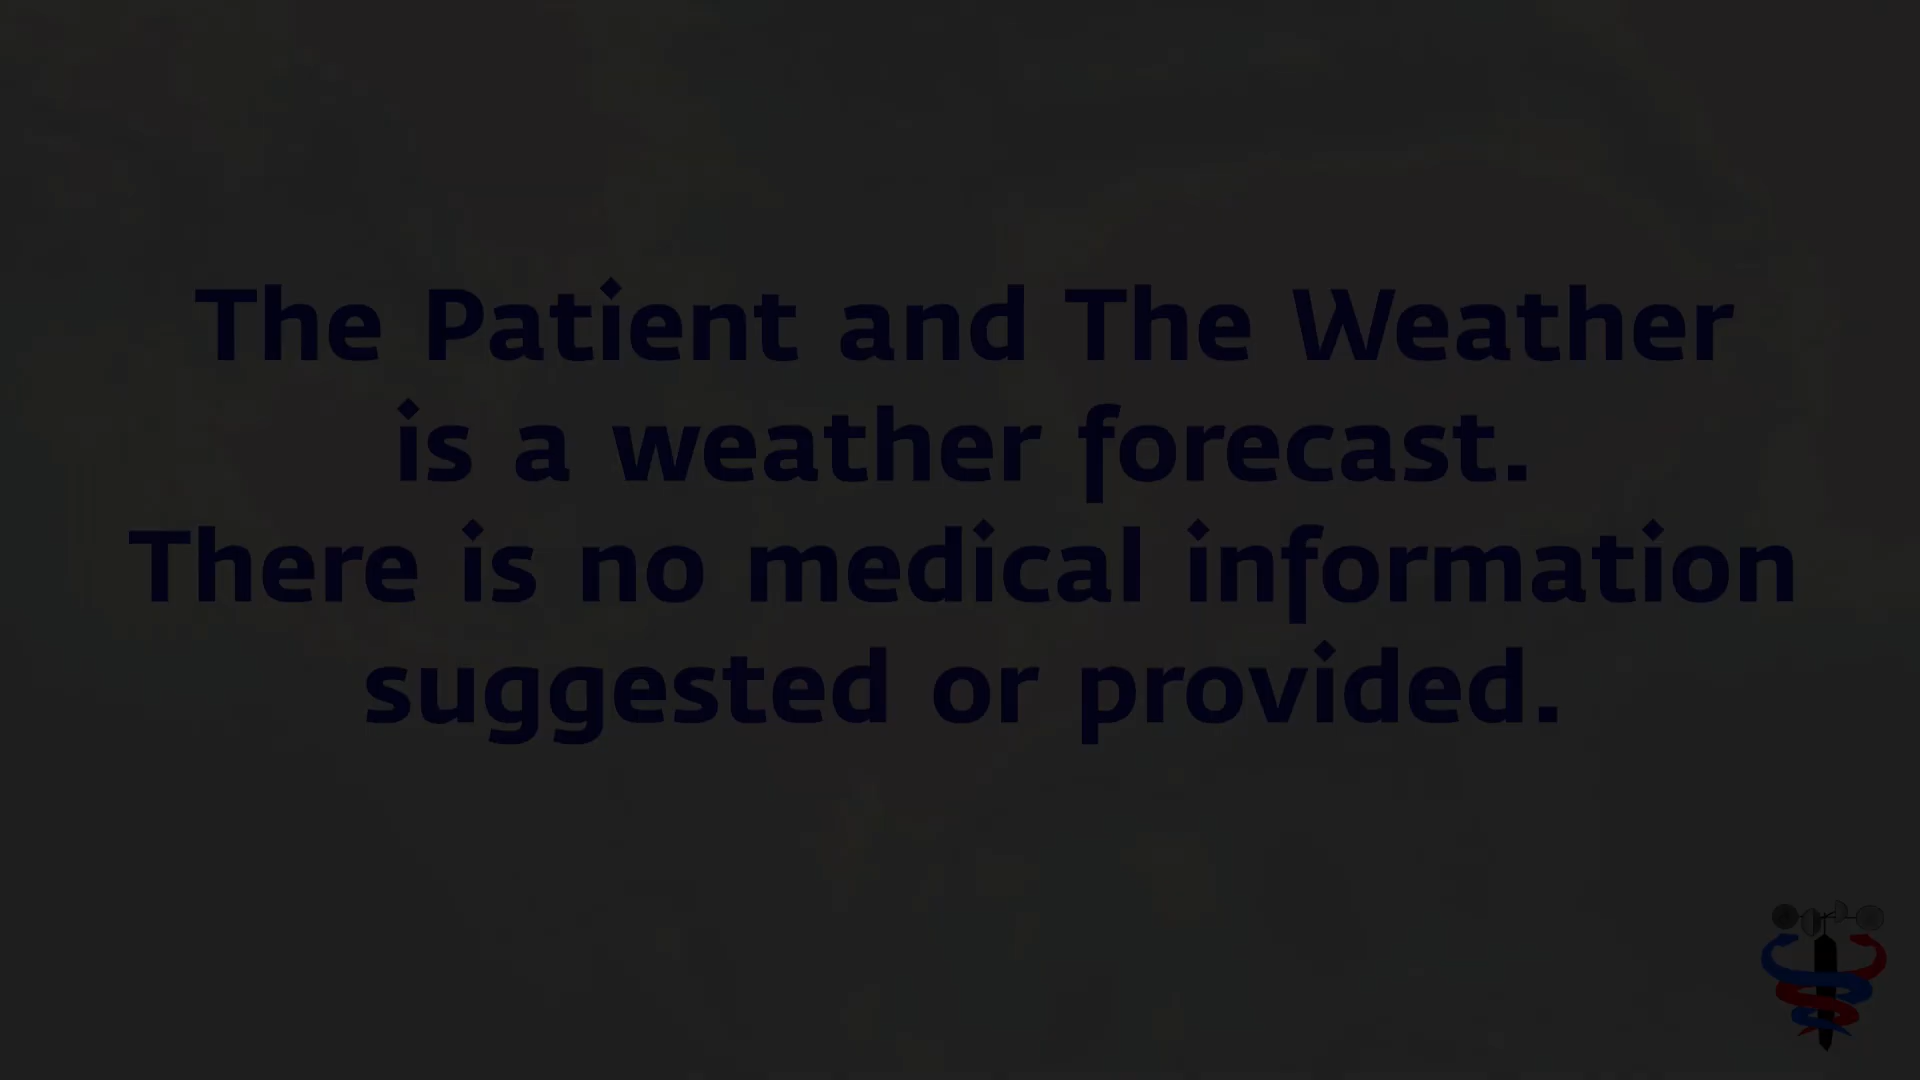 The Patient and The Weather
is a weather forecast.
There is no medical information
suggested or provided.